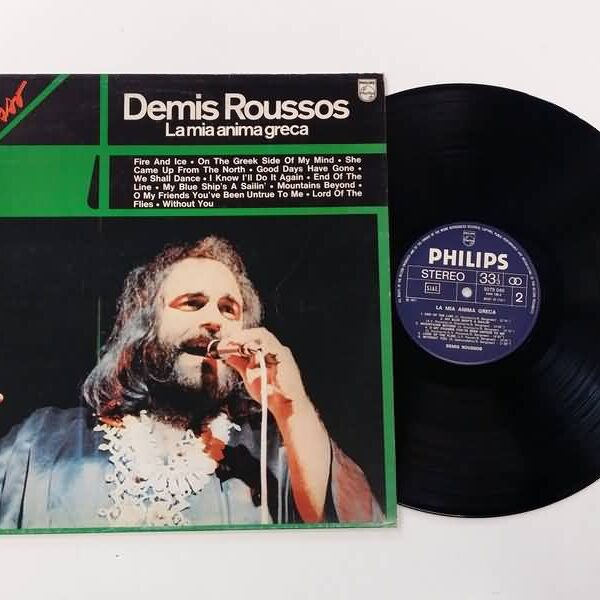 Demis Roussos
La mia anima greca
Fire And Ice • On The Greek Side Of My Mind • She
Came Up From The North • Good Days Have Gone •
We Shall Dance • I Know I'll Do It Again • End Of The
Line • My Blue Ship's A Sailin' • Mountains Beyond •
O My Friends You've Been Untrue To Me • Lord Of The
Flies • Without You
PHILIPS
STEREO 33 1/3
2
LA MIA ANIMA GRECA
DEMIS ROUSSOS